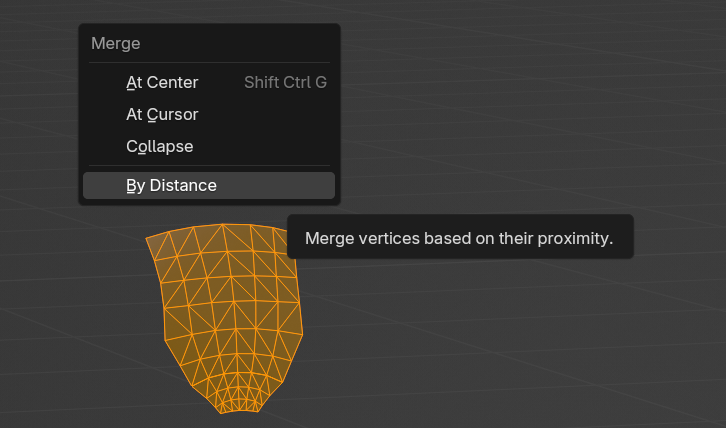 Merge
At Center Shift Ctrl G
At Cursor
Collapse
By Distance
Merge vertices based on their proximity.